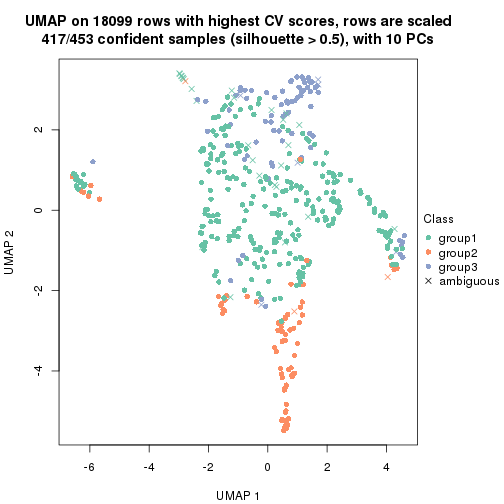 UMAP on 18099 rows with highest CV scores, rows are scaled
417/453 confident samples (silhouette > 0.5), with 10 PCs
2
0
-2
-4
UMAP 2
-6
-4
-2
0
2
4
UMAP 1
Class
group1
group2
group3
ambiguous